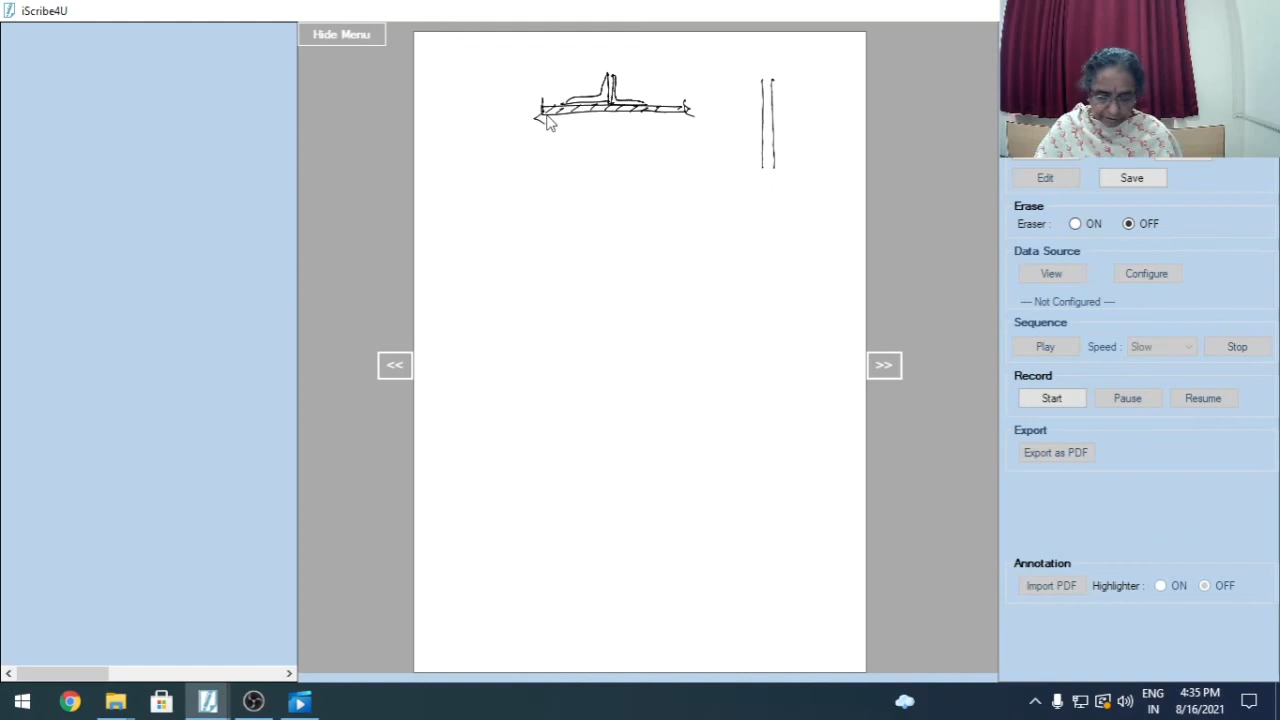 iScribe4U
Hide Menu
Edit Save
Erase
Eraser : ON OFF
Data Source
View Configure
--- Not Configured ---
Sequence
<< Play Speed : Slow Stop
>>
Record
Start Pause Resume
Export
Export as PDF
Annotation
Import PDF Highlighter : ON OFF
ENG
IN
4:35 PM
8/16/2021